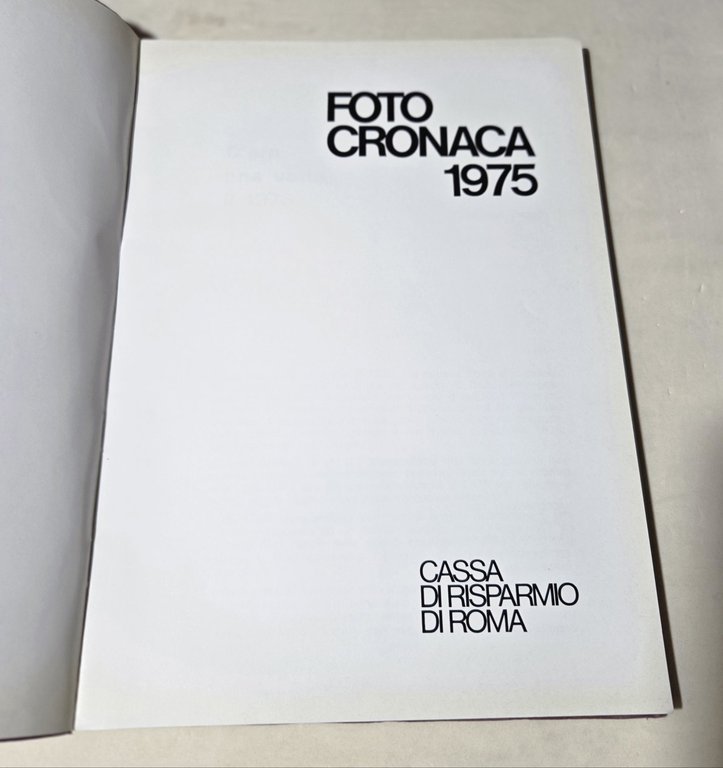 FOTO
CRONACA
1975
CASSA
DI RISPARMIO
DI ROMA